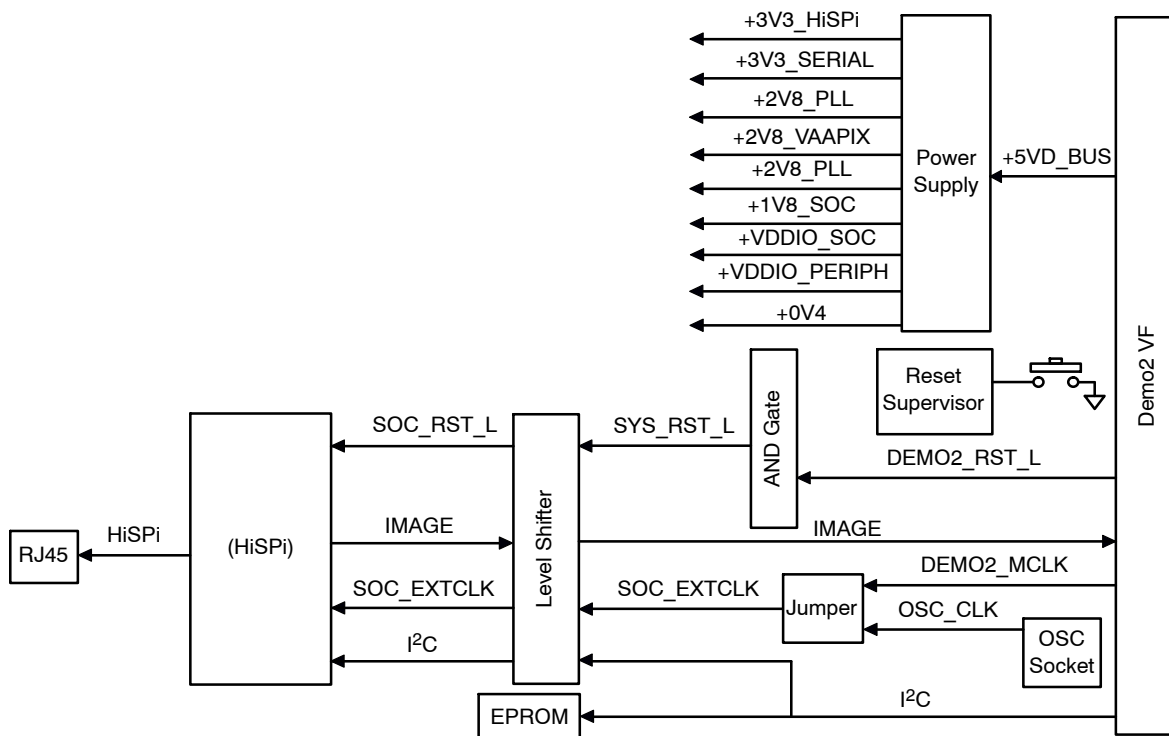 +3V3_HiSPi
+3V3_SERIAL
+2V8_PLL
+2V8_VAAPIX
+2V8_PLL
+1V8_SOC
+VDDIO_SOC
+VDDIO_PERIPH
+0V4
Power
Supply
+5VD_BUS
Demo2 VF
Reset
Supervisor
AND Gate
SOC_RST_L
SYS_RST_L
DEMO2_RST_L
Level Shifter
HiSPi
RJ45
(HiSPi)
IMAGE
IMAGE
DEMO2_MCLK
SOC_EXTCLK
SOC_EXTCLK
Jumper
OSC_CLK
OSC
Socket
I²C
EPROM
I²C